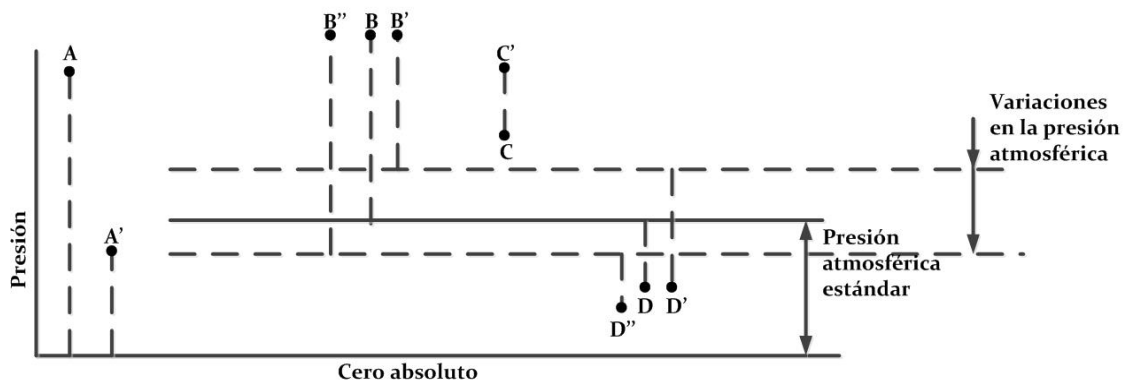 B’’ B B’
A
C’
C
Variaciones
en la presión
atmosférica
A’
Presión
Presión
atmosférica
estándar
D D’
D’’
Cero absoluto